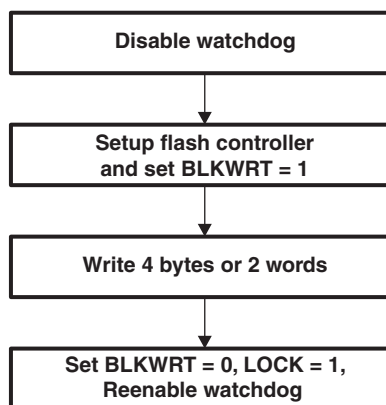 Disable watchdog
Setup flash controller
and set BLKWRT = 1
Write 4 bytes or 2 words
Set BLKWRT = 0, LOCK = 1,
Reenable watchdog